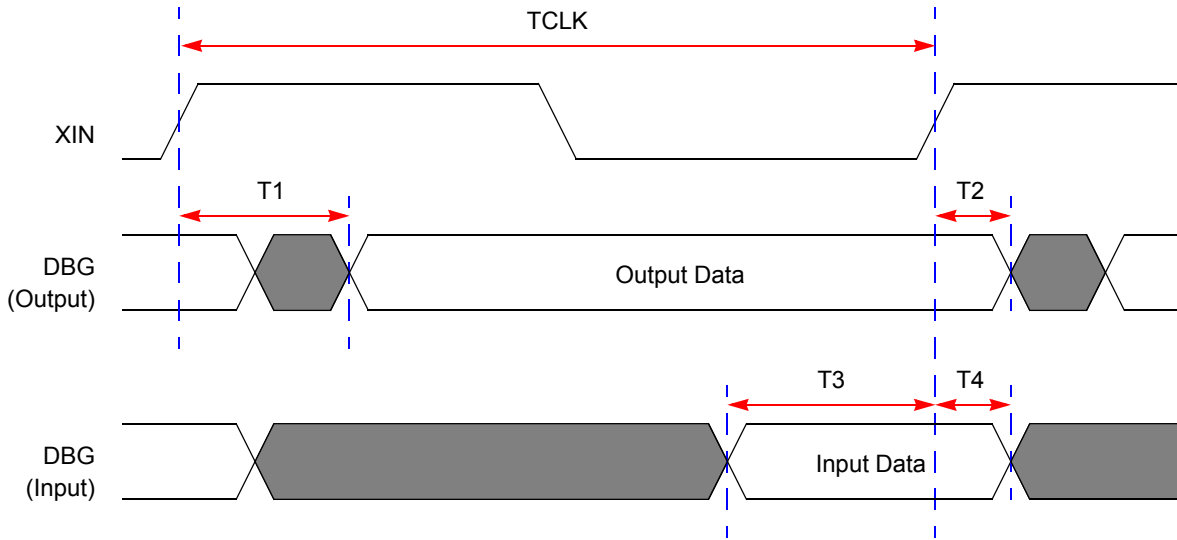 TCLK
XIN
T1
T2
DBG
(Output)
Output Data
T3
T4
DBG
(Input)
Input Data